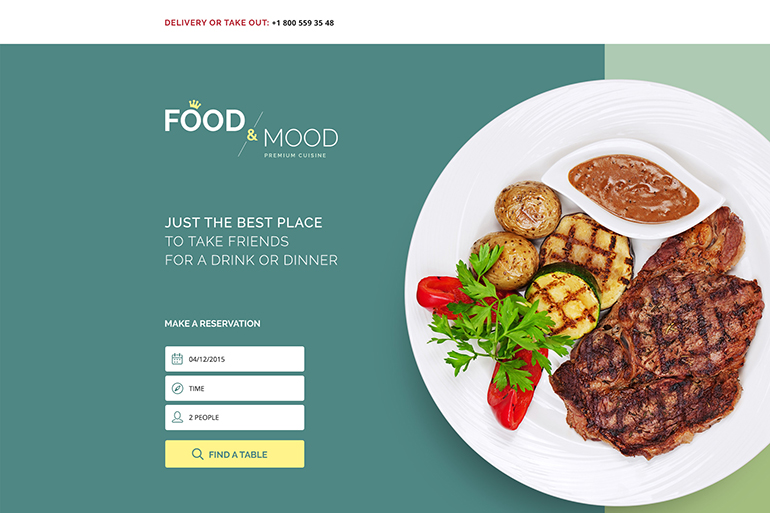 DELIVERY OR TAKE OUT: +1 800 559 35 48
FOOD
& MOOD
PREMIUM CUISINE
JUST THE BEST PLACE
TO TAKE FRIENDS
FOR A DRINK OR DINNER
MAKE A RESERVATION
04/12/2015
TIME
2 PEOPLE
FIND A TABLE